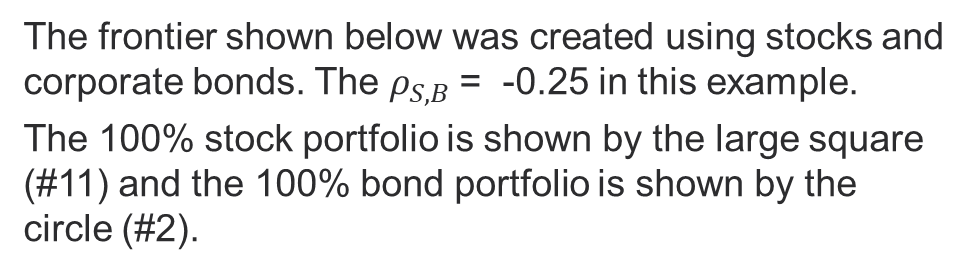 The frontier shown below was created using stocks and
corporate bonds. The ρS,B = -0.25 in this example.
The 100% stock portfolio is shown by the large square
(#11) and the 100% bond portfolio is shown by the
circle (#2).